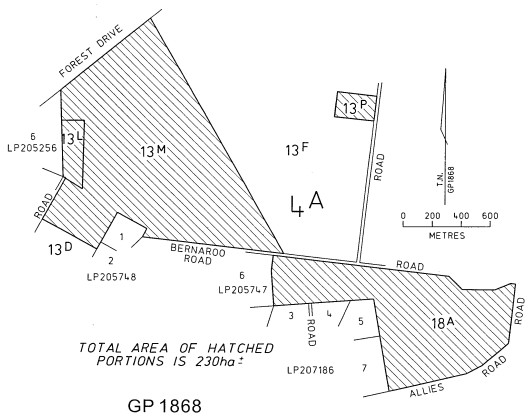 FOREST DRIVE
6
LP205256
13L
13M
13P
13F
4A
ROAD
T.N.
GP1868
0 200 400 600
METRES
ROAD
13D
1
2
LP205748
BERNAROO
ROAD
ROAD
6
LP205747
3
ROAD
4
5
18A
ROAD
LP207186
7
ALLIES
ROAD
TOTAL AREA OF HATCHED
PORTIONS IS 230ha±
GP 1868